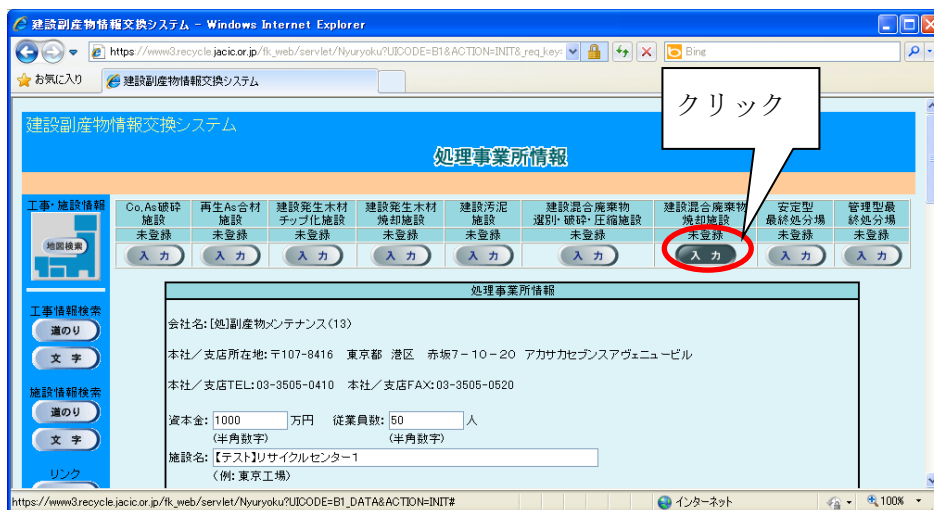 建設副産物情報交換システム - Windows Internet Explorer
https://www3.recycle.jacic.or.jp/fk_web/servlet/Nyuryoku?UICODE=B1&ACTION=INIT&_req_key=
Bing
お気に入り
建設副産物情報交換システム
クリック
建設副産物情報交換システム
処理事業所情報
工事・施設情報
地図検索
Co,As破砕
施設
未登録
入 力
再生As合材
施設
未登録
入 力
建設発生木材
チップ化施設
未登録
入 力
建設発生木材
焼却施設
未登録
入 力
建設汚泥
施設
未登録
入 力
建設混合廃棄物
選別・破砕・圧縮施設
未登録
入 力
建設混合廃棄物
焼却施設
未登録
入 力
安定型
最終処分場
未登録
入 力
管理型最
終処分場
未登録
入 力
工事情報検索
道のり
文 字
施設情報検索
道のり
文 字
リンク
処理事業所情報
会社名:[処]副産物メンテナンス(13)
本社/支店所在地:〒107-8416 東京都 港区 赤坂7-10-20 アカサカセブンスアヴェニュービル
本社/支店TEL:03-3505-0410 本社/支店FAX:03-3505-0520
資本金: 1000 万円 従業員数: 50 人
(半角数字) (半角数字)
施設名: 【テスト】リサイクルセンター1
(例: 東京工場)
https://www3.recycle.jacic.or.jp/fk_web/servlet/Nyuryoku?UICODE=B1_DATA&ACTION=INIT#
インターネット
100%